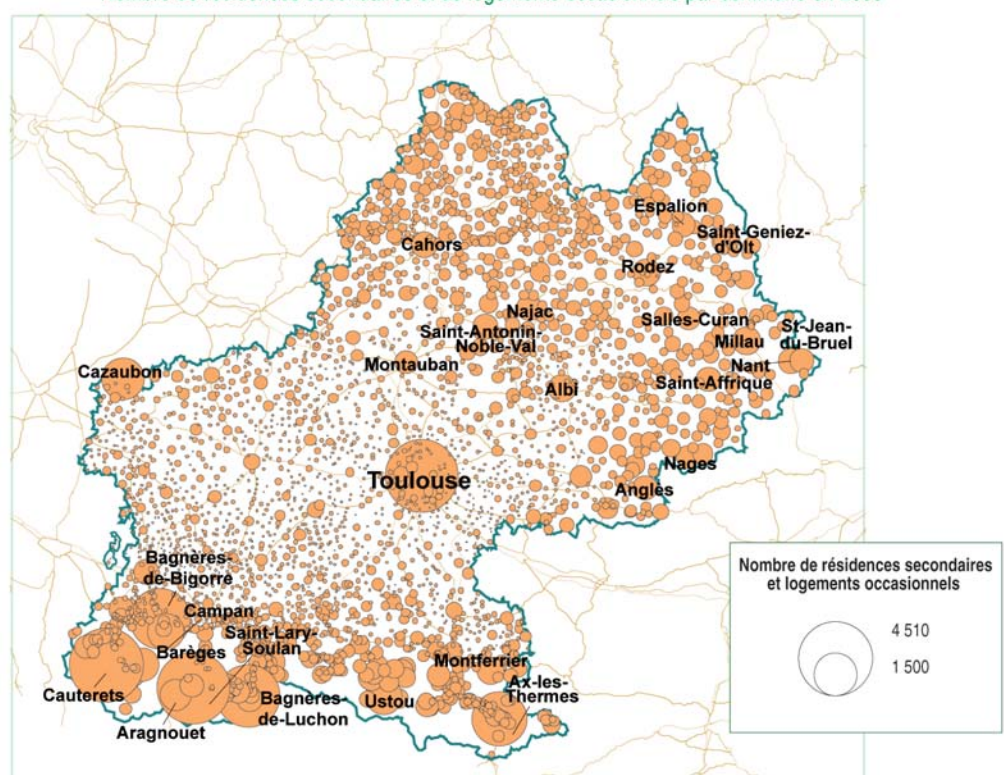 Espalion
Saint-Geniez-
d'Olt
Cahors
Rodez
Najac
Salles-Curan
St-Jean-
du-Bruel
Saint-Antonin-
Noble-Val
Millau
Montauban
Nant
Cazaubon
Saint-Affrique
Albi
Nages
Toulouse
Anglès
Bagnères-
de-Bigorre
Campan
Saint-Lary-
Soulan
Barèges
Montferrier
Ax-les-
Thermes
Cauterets
Bagnères-
de-Luchon
Ustou
Aragnouet
Nombre de résidences secondaires
et logements occasionnels
4 510
1 500